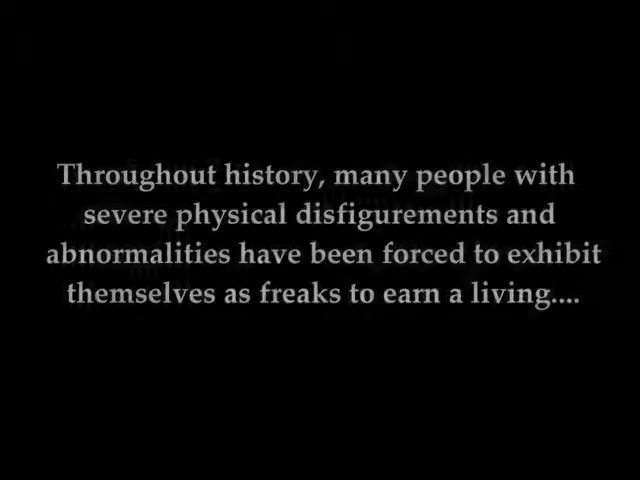 Throughout history, many people with
severe physical disfigurements and
abnormalities have been forced to exhibit
themselves as freaks to earn a living....